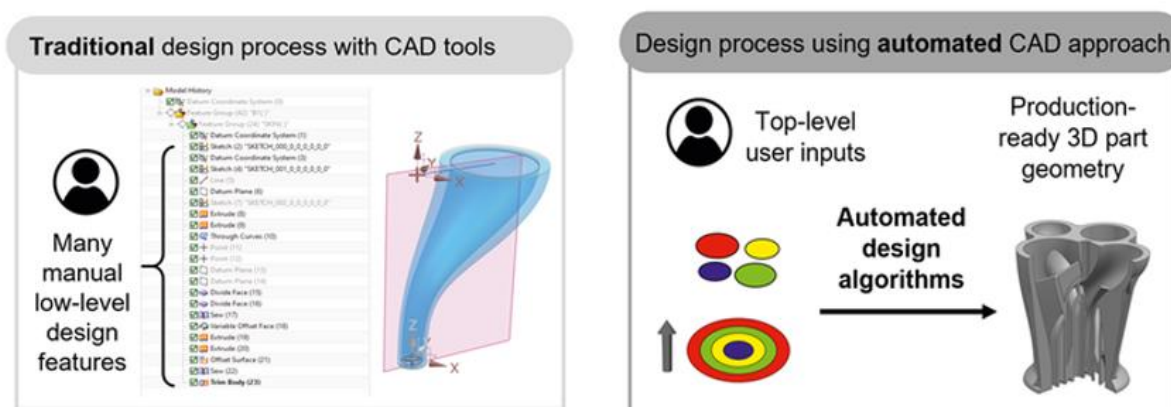 Traditional design process with CAD tools
Model History
Datum Coordinate System (0)
Datum Coordinate System (1)
Sketch (2) "SKETCH_000_0_0_0_0_0_0"
Datum Coordinate System (3)
Sketch (4) "SKETCH_001_0_0_0_0_0_0"
Line (5)
Datum Plane (6)
Extrude (8)
Extrude (9)
Through Curves (10)
Point (11)
Point (12)
Datum Plane (13)
Datum Plane (14)
Divide Face (15)
Divide Face (16)
Sew (17)
Variable Offset Face (18)
Extrude (19)
Extrude (20)
Offset Surface (21)
Sew (22)
Trim Body (23)
Many
manual
low-level
design
features
Z
Y
X
Z
X
Design process using automated CAD approach
Top-level
user inputs
Production-
ready 3D part
geometry
Automated
design
algorithms